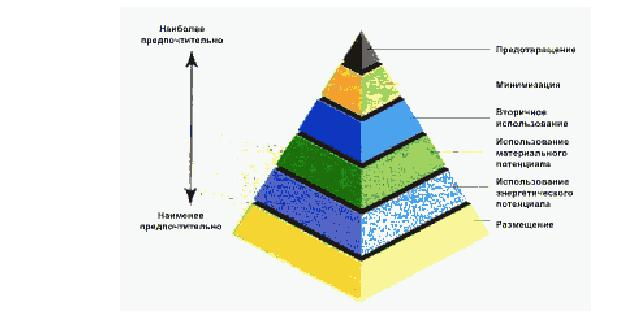 Наиболее
предпочтительно
Предотвращение
Минимизация
Вторичное
использование
Использование
материального
потенциала
Использование
энергетического
потенциала
Наименее
предпочтительно
Размещение